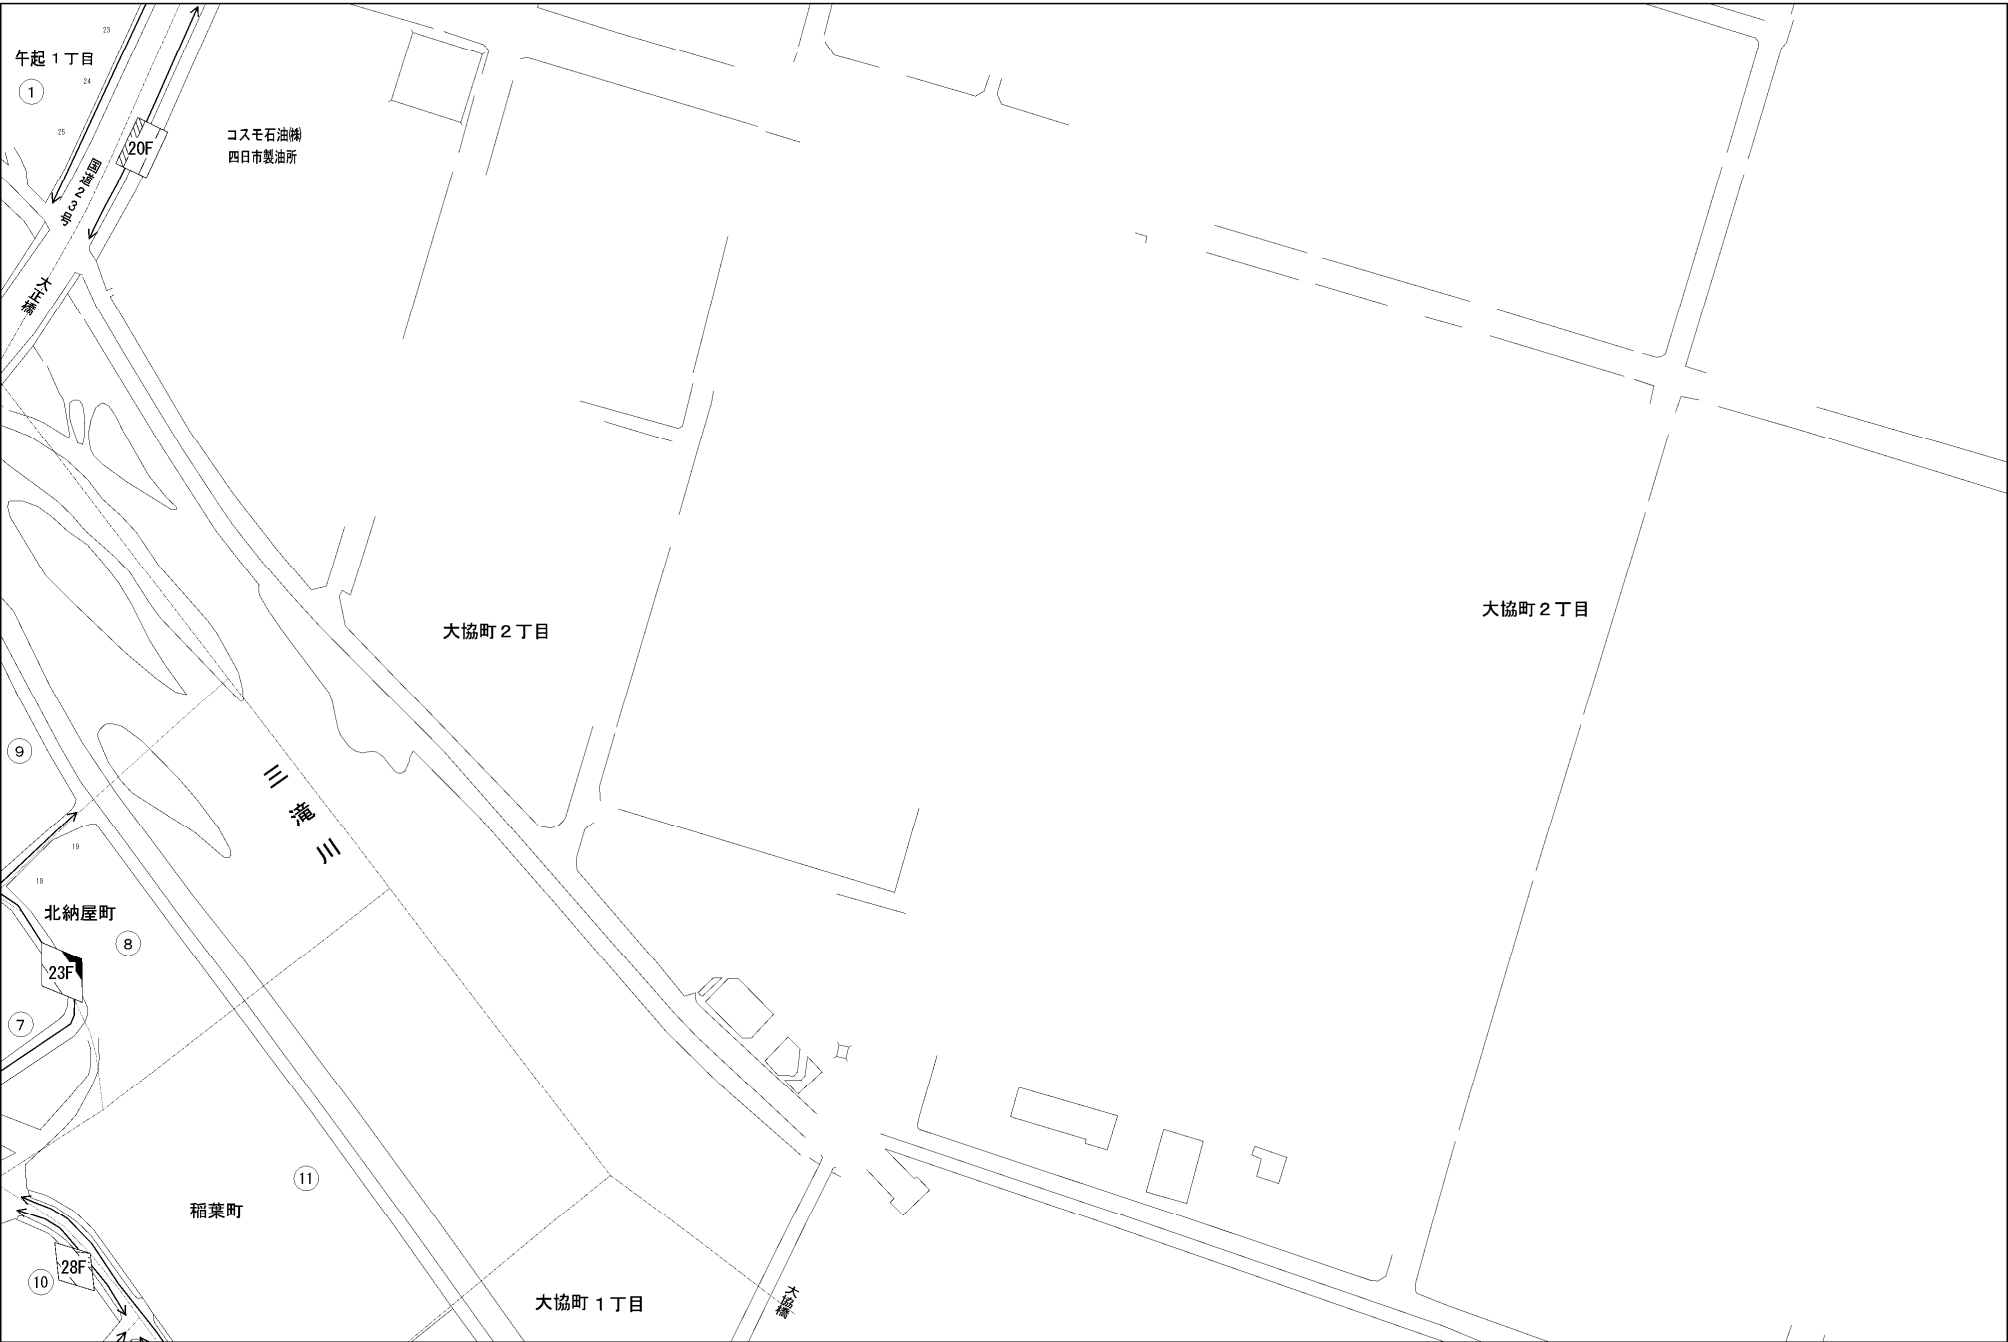 23
午起１丁目
24
1
25
20F
コスモ石油㈱
四日市製油所
国道23号
大正橋
大協町２丁目
大協町２丁目
9
三滝川
19
19
北納屋町
8
23F
7
11
稲葉町
28F
10
大協町１丁目
大協橋